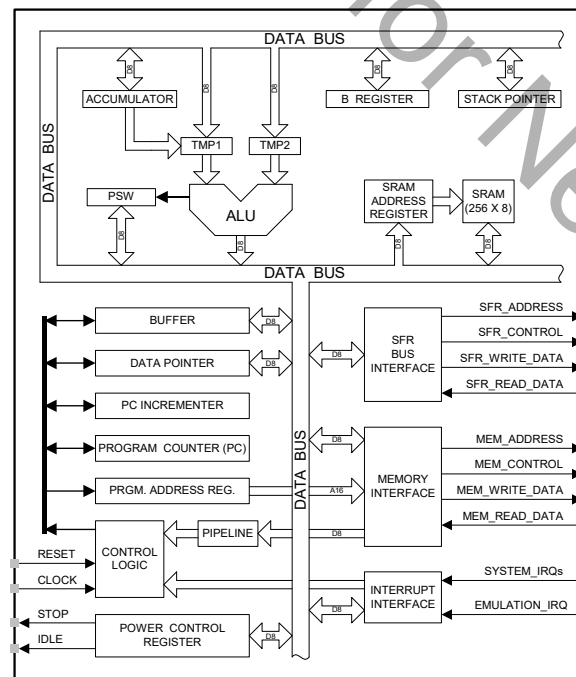 for Ne
DATA BUS
D8
D8
D8
D8
D8
ACCUMULATOR
B REGISTER
STACK POINTER
DATA BUS
TMP1
TMP2
PSW
ALU
SRAM
ADDRESS
REGISTER
SRAM
(256 X 8)
D8
D8
D8
D8
DATA BUS
BUFFER
D8
DATA POINTER
D8
PC INCREMENTER
PROGRAM COUNTER (PC)
PRGM. ADDRESS REG.
A16
DATA BUS
D8
SFR
BUS
INTERFACE
SFR_ADDRESS
SFR_CONTROL
SFR_WRITE_DATA
SFR_READ_DATA
D8
MEMORY
INTERFACE
MEM_ADDRESS
MEM_CONTROL
MEM_WRITE_DATA
MEM_READ_DATA
RESET
CLOCK
CONTROL
LOGIC
PIPELINE
D8
INTERRUPT
INTERFACE
D8
SYSTEM_IRQs
EMULATION_IRQ
STOP
IDLE
POWER CONTROL
REGISTER
D8